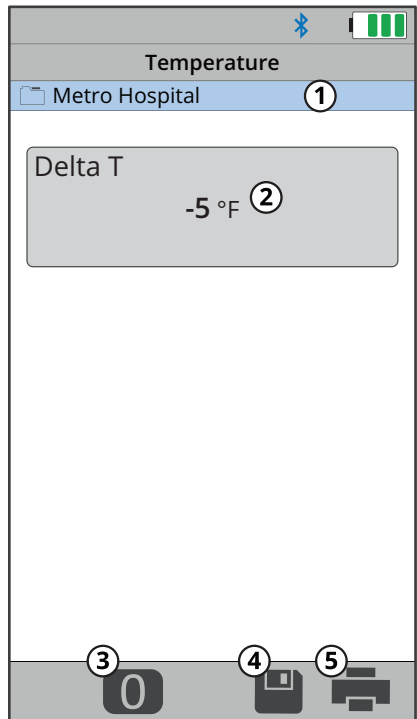 Temperature
Metro Hospital ①
Delta T
-5 °F ②
③ ④ ⑤
0